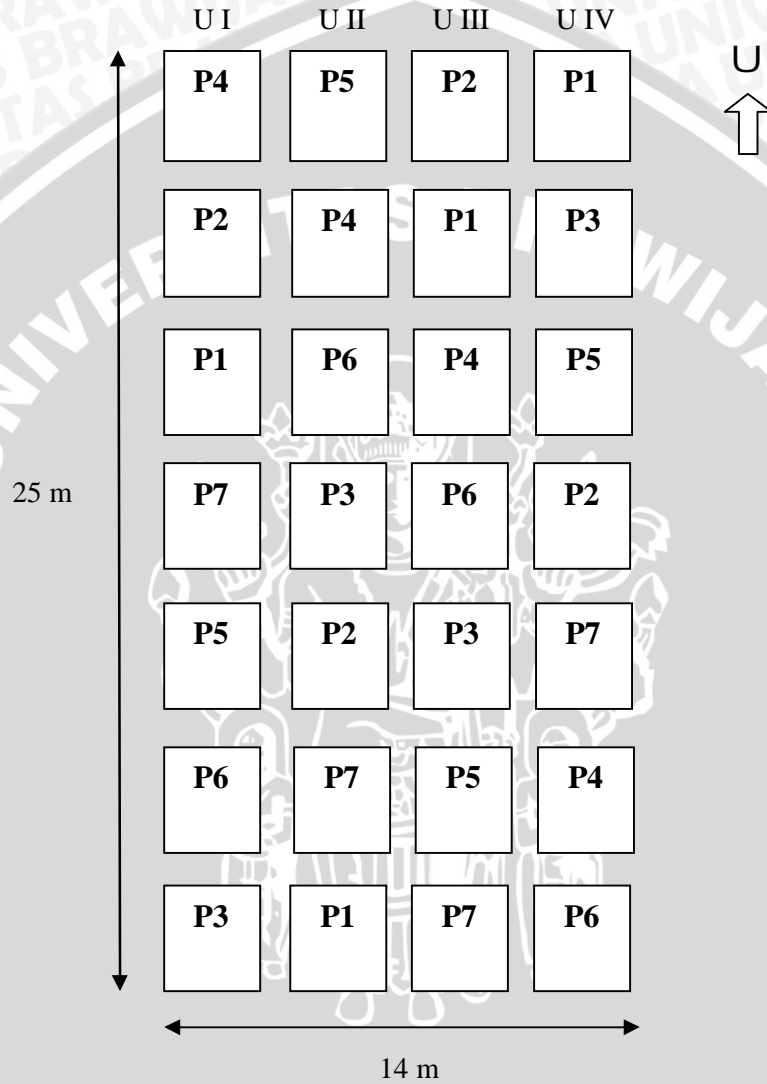 U I U II U III U IV
U
P4 P5 P2 P1
P2 P4 P1 P3
P1 P6 P4 P5
25 m
P7 P3 P6 P2
P5 P2 P3 P7
P6 P7 P5 P4
P3 P1 P7 P6
14 m